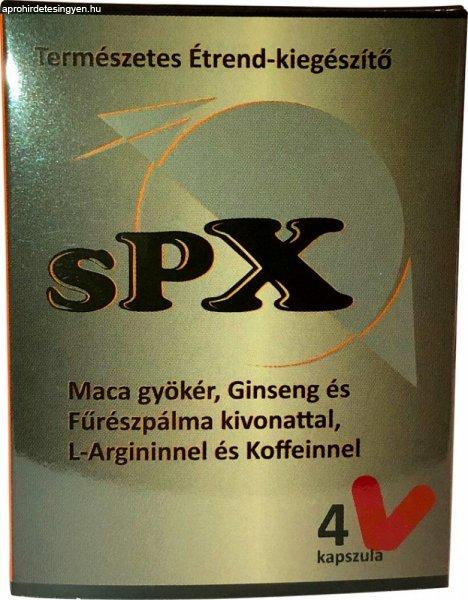 aprohirdetesingyen.hu
Természetes Étrend-kiegészítő
sPX
Maca gyökér, Ginseng és
Fűrészpálma kivonattal,
L-Argininnel és Koffeinnel
4
kapszula